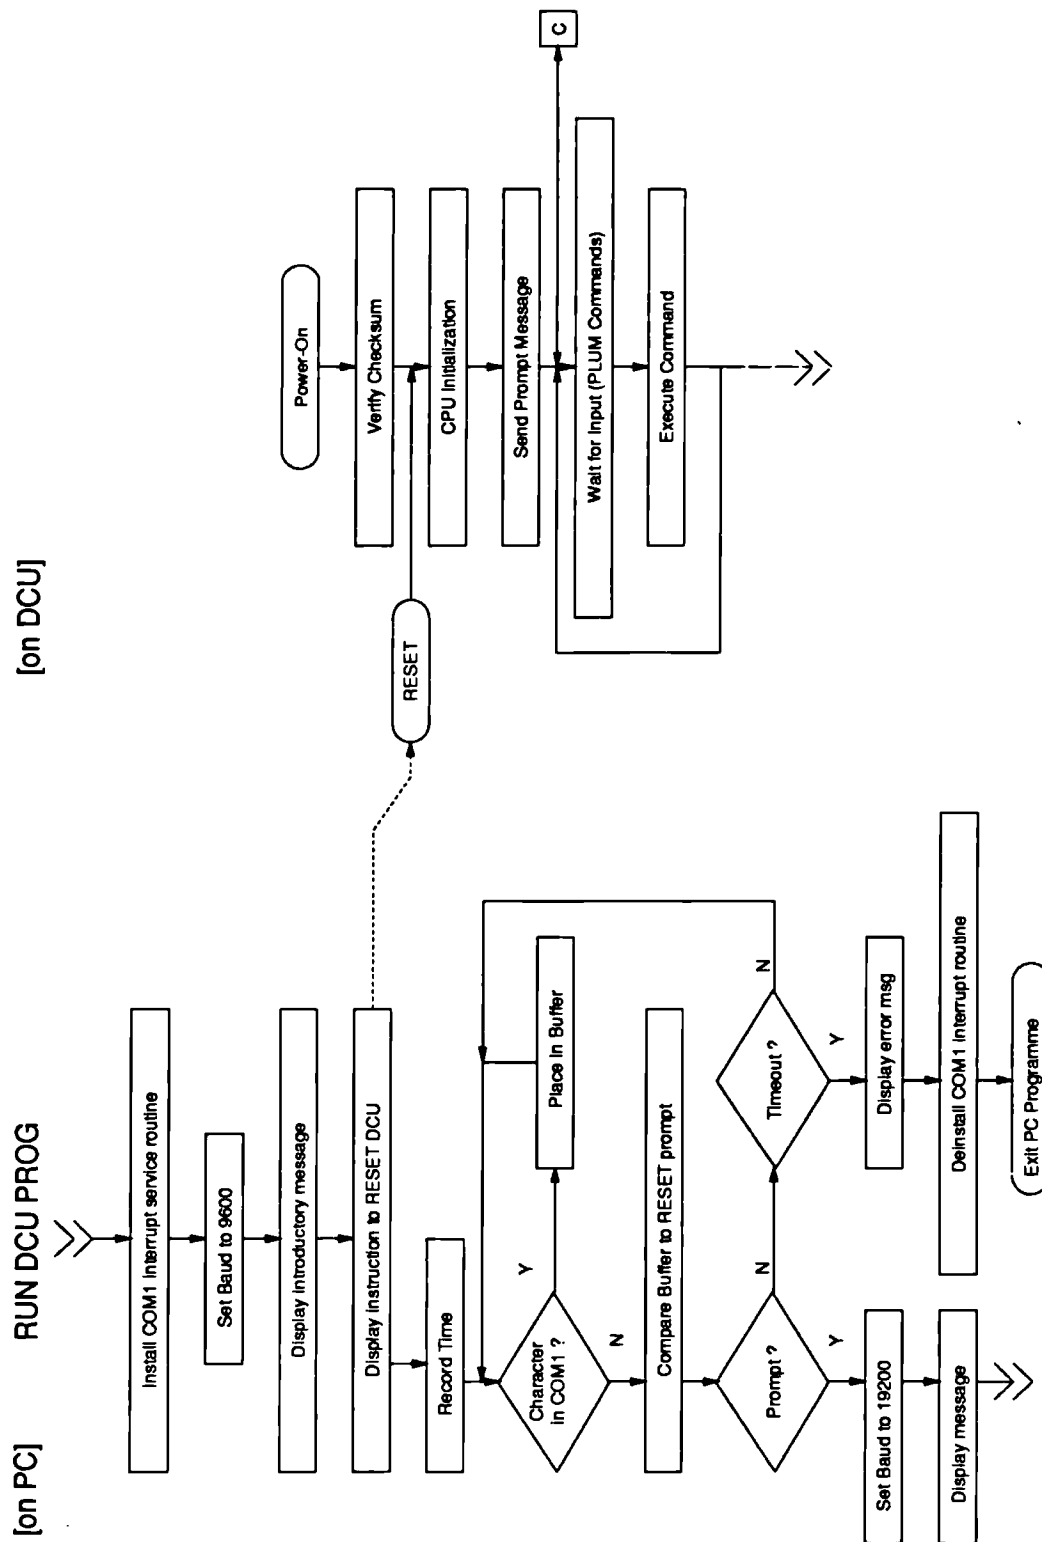 [on PC]
RUN DCU PROG
[on DCU]
Install COM1 Interrupt service routine
Set Baud to 9600
Display introductory message
Display instruction to RESET DCU
Record Time
Character
in COM1 ?
Y
N
Place in Buffer
Compare Buffer to RESET prompt
Prompt ?
N
Y
Timeout ?
N
Y
Set Baud to 19200
Display message
Display error msg
Deinstall COM1 Interrupt routine
Exit PC Programme
Power-On
Verify Checksum
RESET
CPU Initialization
Send Prompt Message
C
Wait for Input (PLUM Commands)
Execute Command